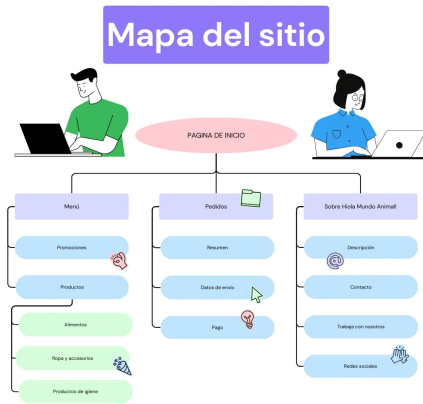 Mapa del sitio
PAGINA DE INICIO
Menú
Pedidos
Sobre Hiola Mundo Animal!
Promociones
Resumen
Descripción
Productos
Datos de envío
Contacto
Alimentos
Pago
Trabaja con nosotros
Ropa y accesorios
Redes sociales
Productos de igiene